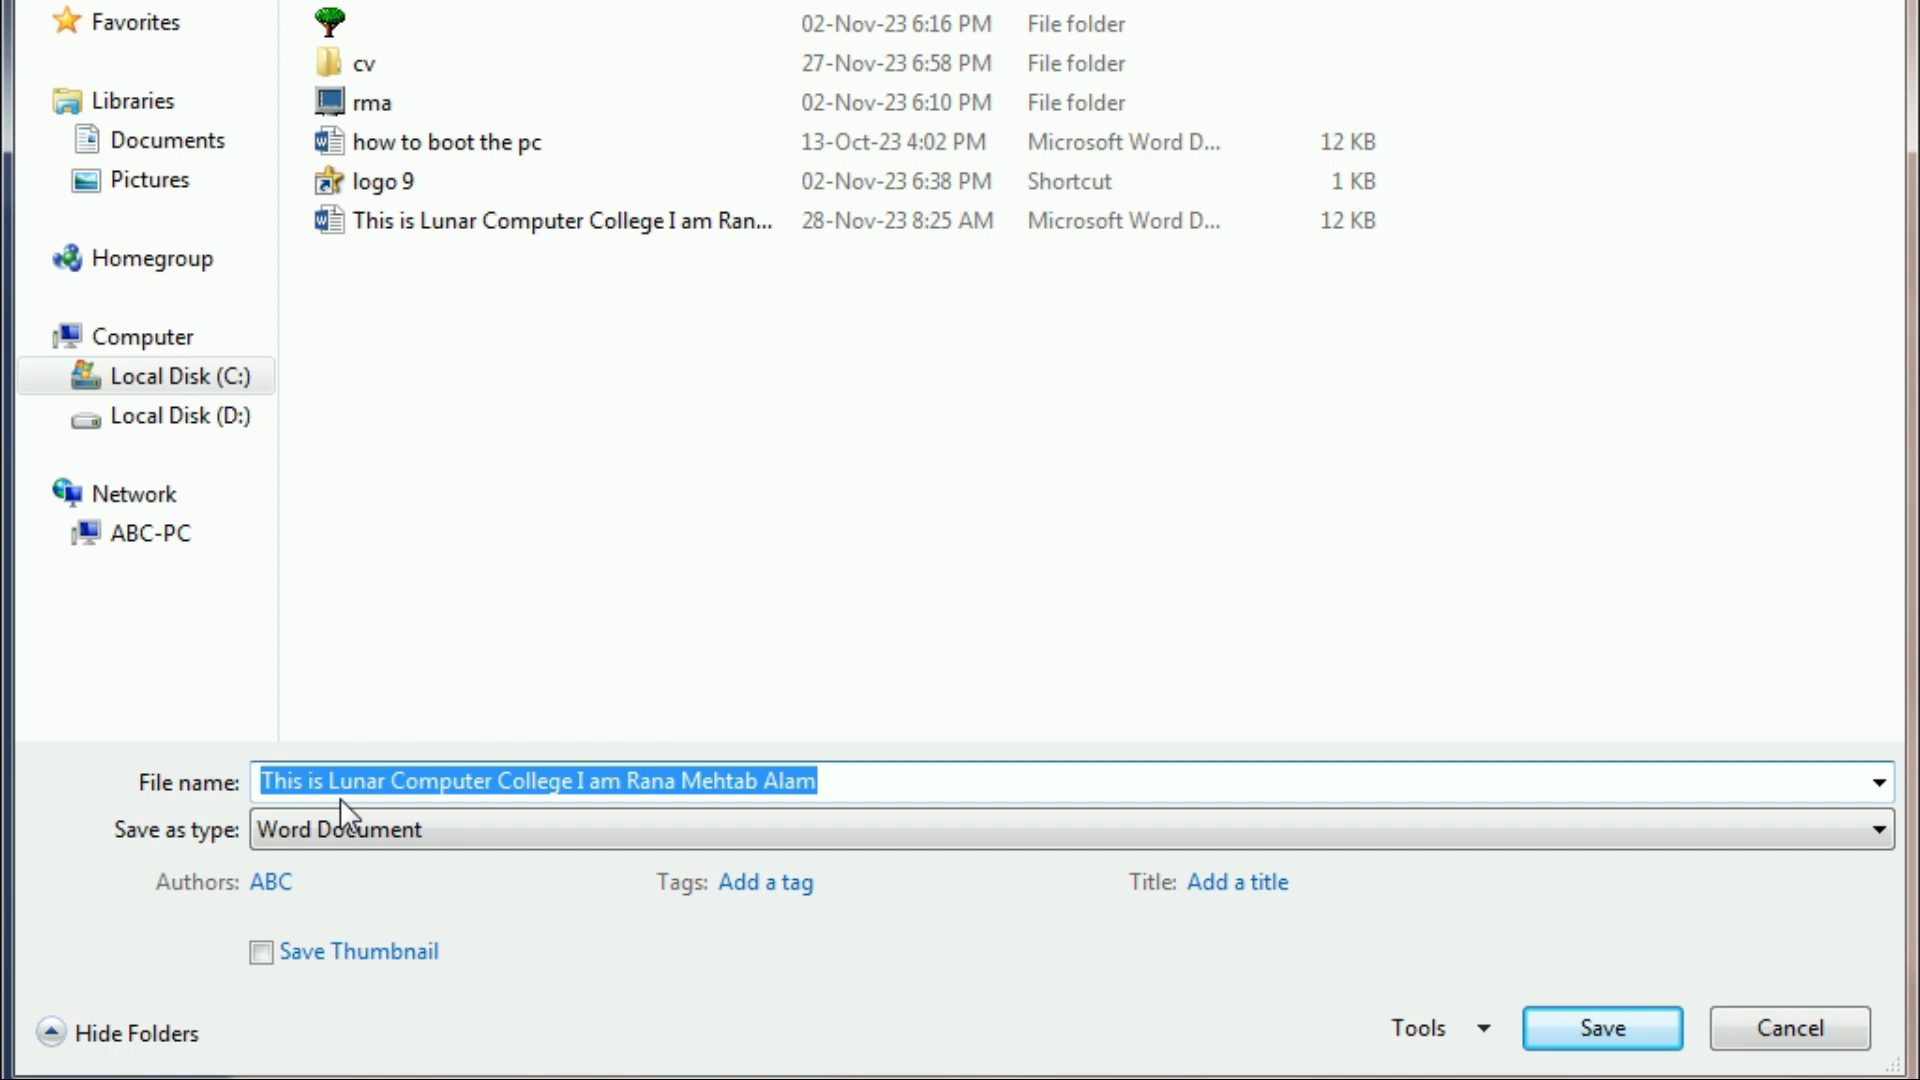 Favorites
02-Nov-23 6:16 PM File folder
cv 27-Nov-23 6:58 PM File folder
Libraries
rma 02-Nov-23 6:10 PM File folder
Documents
how to boot the pc 13-Oct-23 4:02 PM Microsoft Word D... 12 KB
Pictures
logo 9 02-Nov-23 6:38 PM Shortcut 1 KB
This is Lunar Computer College I am Ran... 28-Nov-23 8:25 AM Microsoft Word D... 12 KB
Homegroup
Computer
Local Disk (C:)
Local Disk (D:)
Network
ABC-PC
File name: This is Lunar Computer College I am Rana Mehtab Alam
Save as type: Word Document
Authors: ABC Tags: Add a tag Title: Add a title
Save Thumbnail
Hide Folders Tools Save Cancel